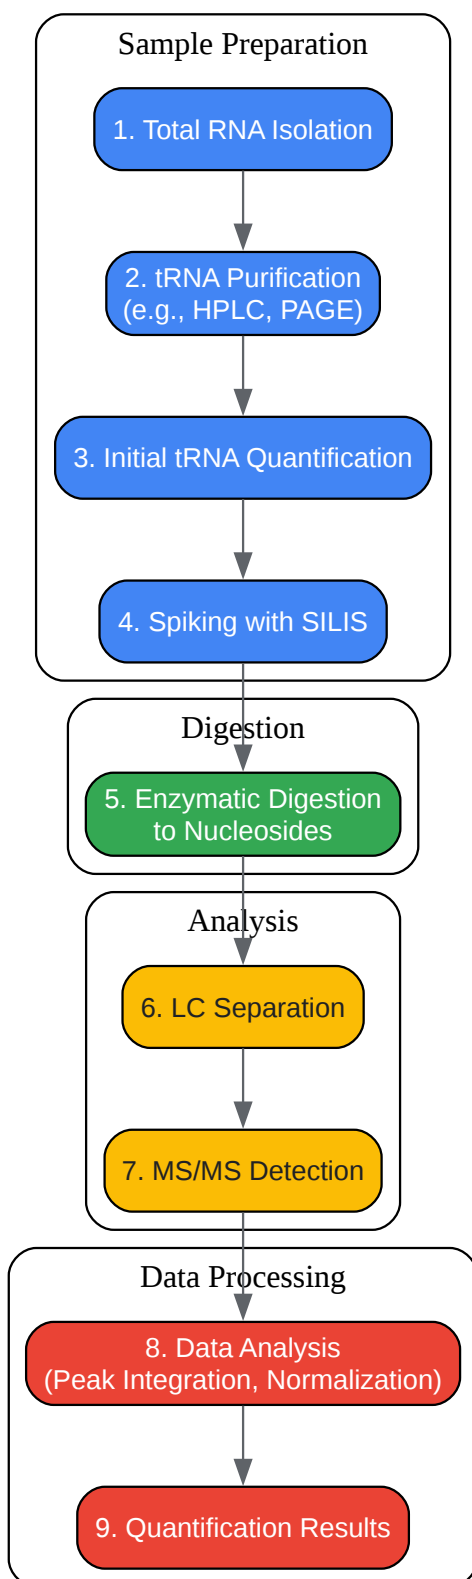 Sample Preparation
1. Total RNA Isolation
2. tRNA Purification
(e.g., HPLC, PAGE)
3. Initial tRNA Quantification
4. Spiking with SILIS
Digestion
5. Enzymatic Digestion
to Nucleosides
Analysis
6. LC Separation
7. MS/MS Detection
Data Processing
8. Data Analysis
(Peak Integration, Normalization)
9. Quantification Results